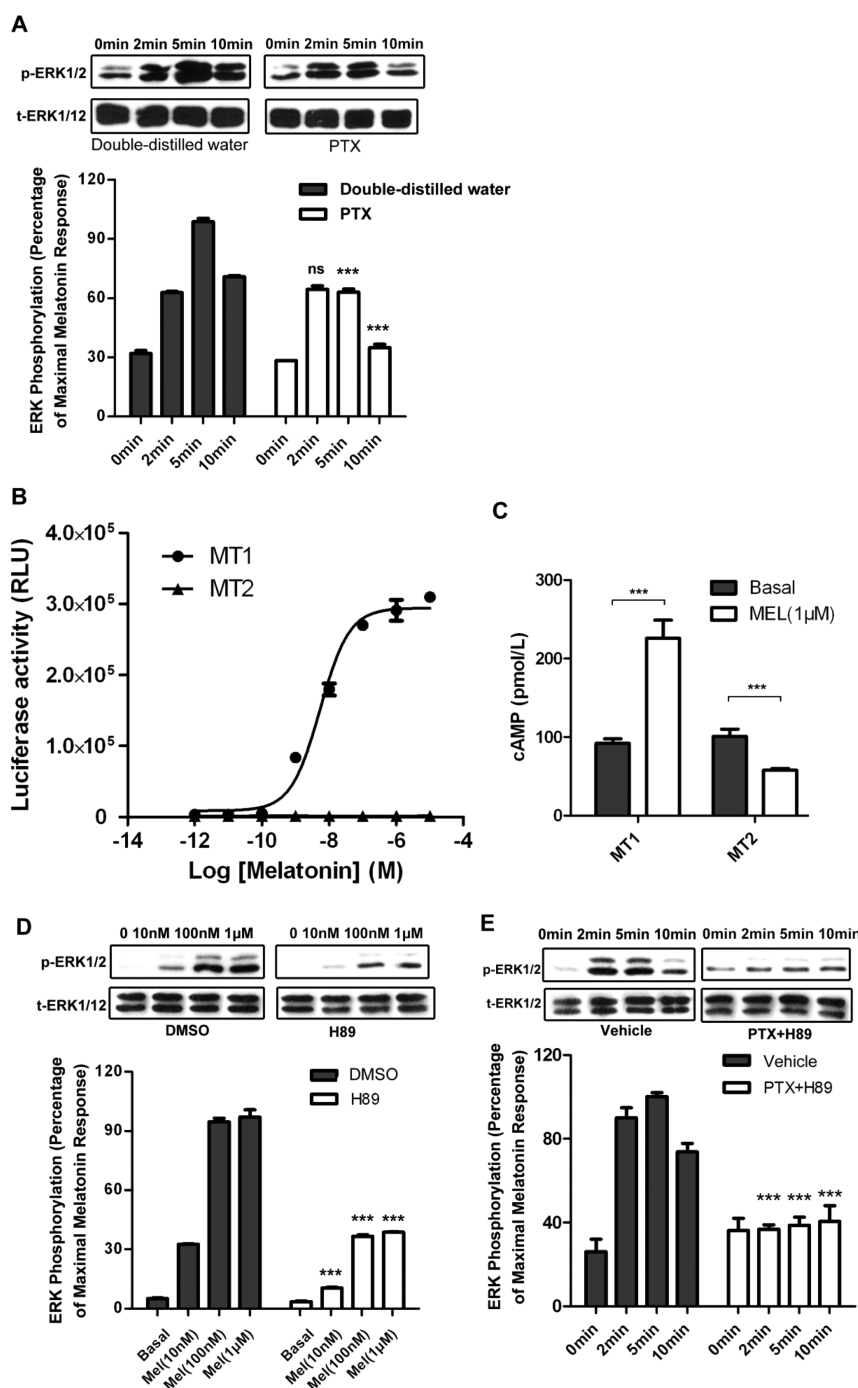 A
0min 2min 5min 10min 0min 2min 5min 10min
p-ERK1/2
t-ERK1/12
Double-distilled water PTX
ERK Phosphorylation (Percentage
of Maximal Melatonin Response)
120
90
60
30
0
Double-distilled water
PTX
ns *** ***
0min 2min 5min 10min 0min 2min 5min 10min
B
Luciferase activity (RLU)
4.0×10⁵
3.0×10⁵
2.0×10⁵
1.0×10⁵
0
MT1
MT2
-14 -12 -10 -8 -6 -4
Log [Melatonin] (M)
C
cAMP (pmol/L)
300
200
100
0
Basal
MEL(1µM)
***
***
MT1 MT2
D
0 10nM 100nM 1µM 0 10nM 100nM 1µM
p-ERK1/2
t-ERK1/12
DMSO H89
ERK Phosphorylation (Percentage
of Maximal Melatonin Response)
120
90
60
30
0
DMSO
H89
*** *** ***
Basal Mel(10nM) Mel(100nM) Mel(1µM) Basal Mel(10nM) Mel(100nM) Mel(1µM)
E
0min 2min 5min 10min 0min 2min 5min 10min
p-ERK1/2
t-ERK1/2
Vehicle PTX+H89
ERK Phosphorylation (Percentage
of Maximal Melatonin Response)
120
80
40
0
Vehicle
PTX+H89
*** *** ***
0min 2min 5min 10min 0min 2min 5min 10min